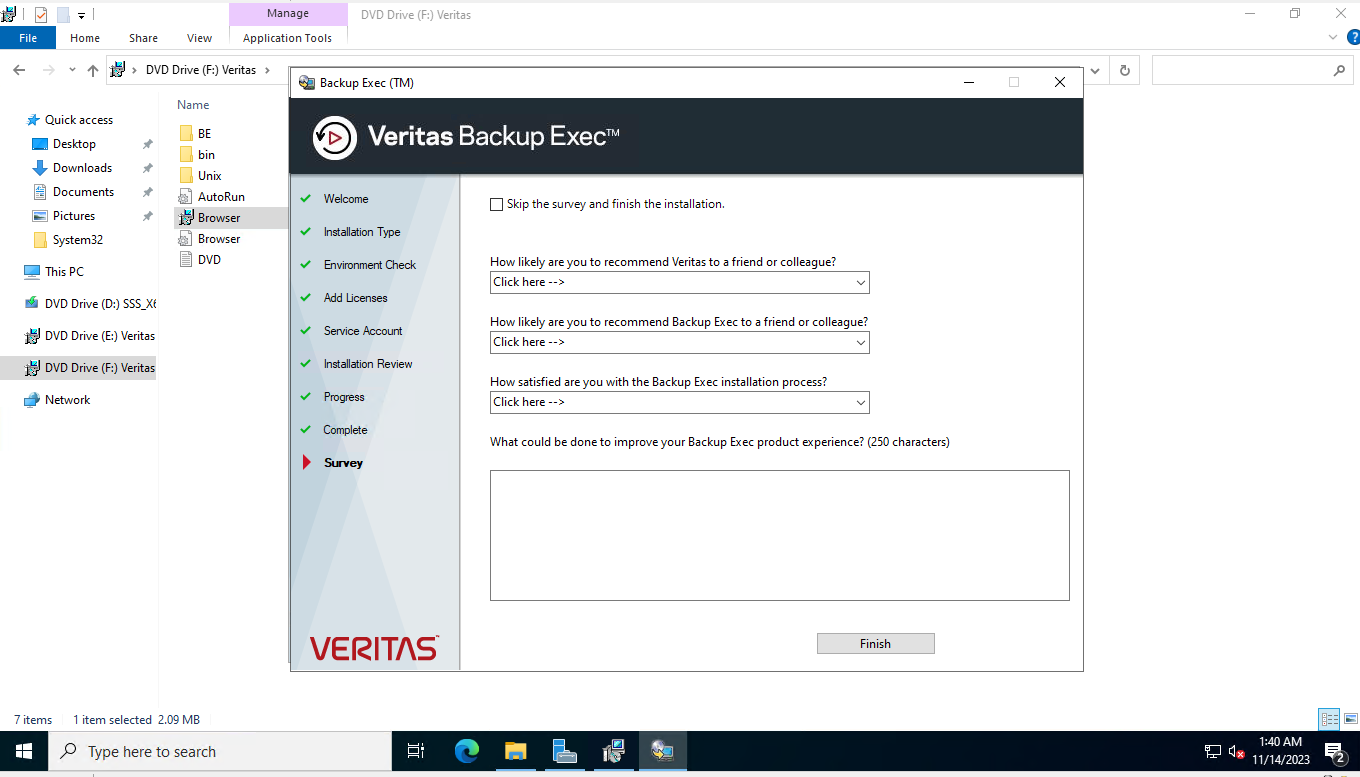 Manage
DVD Drive (F:) Veritas
File
Home
Share
View
Application Tools
DVD Drive (F:) Veritas
Backup Exec (TM)
Veritas Backup Exec™
Name
Quick access
Desktop
Downloads
Documents
Pictures
System32
This PC
DVD Drive (D:) SSS_X6
DVD Drive (E:) Veritas
DVD Drive (F:) Veritas
Network
BE
bin
Unix
AutoRun
Browser
Browser
DVD
Welcome
Installation Type
Environment Check
Add Licenses
Service Account
Installation Review
Progress
Complete
Survey
VERITAS™
Skip the survey and finish the installation.
How likely are you to recommend Veritas to a friend or colleague?
Click here -->
How likely are you to recommend Backup Exec to a friend or colleague?
Click here -->
How satisfied are you with the Backup Exec installation process?
Click here -->
What could be done to improve your Backup Exec product experience? (250 characters)
Finish
7 items
1 item selected 2.09 MB
Type here to search
1:40 AM
11/14/2023
2